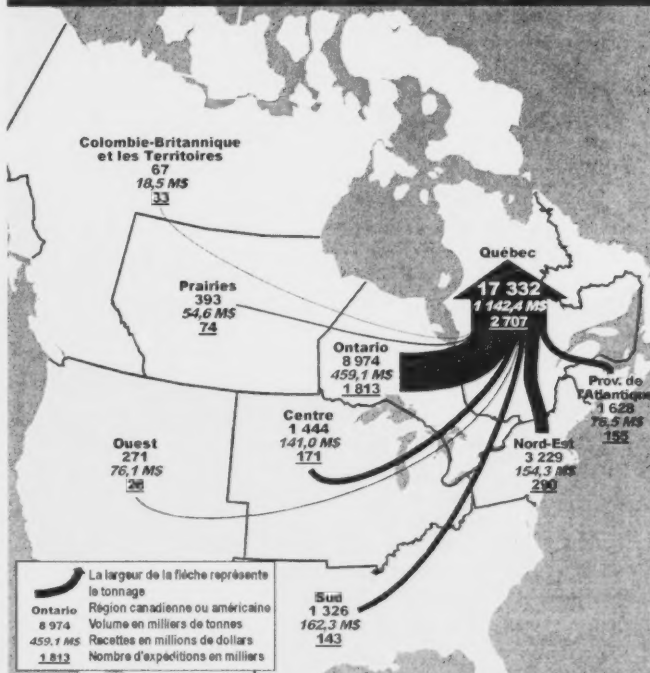 Colombie-Britannique
et les Territoires
67
18,5 M$
33
Québec
17 332
1 142,4 M$
2 707
Prairies
393
54,6 M$
74
Ontario
8 974
459,1 M$
1 813
Prov. de
l'Atlantique
1 628
76,5 M$
155
Centre
1 444
141,0 M$
171
Ouest
271
76,1 M$
26
Nord-Est
3 229
154,3 M$
290
Sud
1 326
162,3 M$
143
La largeur de la flèche représente
le tonnage
Ontario Région canadienne ou américaine
8 974 Volume en milliers de tonnes
459.1 M$ Recettes en millions de dollars
1 813 Nombre d'expéditions en milliers